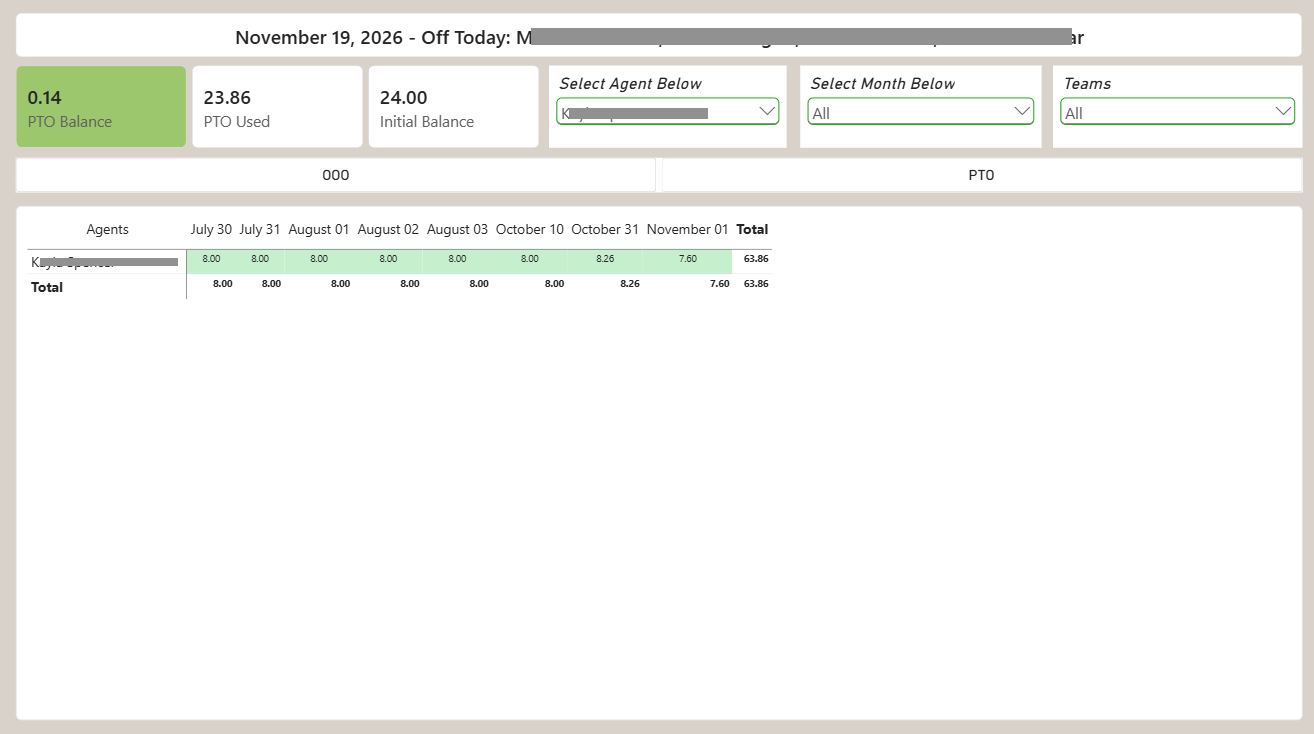 November 19, 2026 - Off Today:
0.14
PTO Balance
23.86
PTO Used
24.00
Initial Balance
Select Agent Below
Select Month Below
All
Teams
All
OOO
PTO
Agents July 30 July 31 August 01 August 02 August 03 October 10 October 31 November 01 Total
8.00 8.00 8.00 8.00 8.00 8.00 8.26 7.60 63.86
Total 8.00 8.00 8.00 8.00 8.00 8.00 8.26 7.60 63.86